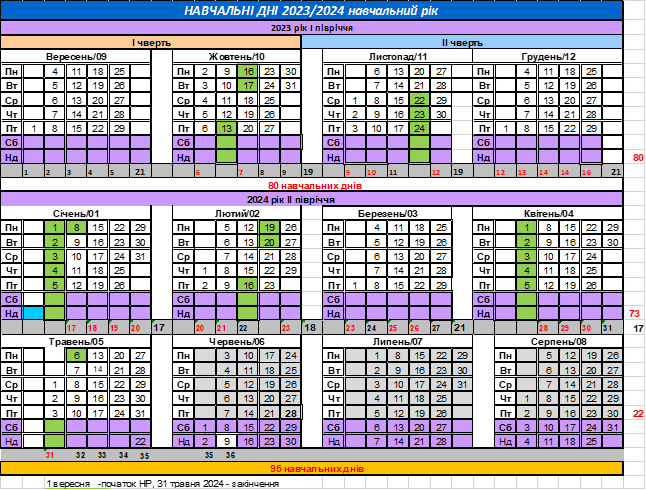 НАВЧАЛЬНІ ДНІ 2023/2024 навчальний рік
2023 рік І півріччя
І чверть ІІ чверть
Вересень/09 Жовтень/10 Листопад/11 Грудень/12
Пн 4 11 18 25 Пн 2 9 16 23 30 Пн 6 13 20 27 Пн 4 11 18 25
Вт 5 12 19 26 Вт 3 10 17 24 31 Вт 7 14 21 28 Вт 5 12 19 26
Ср 6 13 20 27 Ср 4 11 18 25 Ср 1 8 15 22 29 Ср 6 13 20 27
Чт 7 14 21 28 Чт 5 12 19 26 Чт 2 9 16 23 30 Чт 7 14 21 28
Пт 1 8 15 22 29 Пт 6 13 20 27 Пт 3 10 17 24 Пт 1 8 15 22 29
Сб Сб Сб Сб
Нд Нд Нд Нд 80
1 2 3 4 5 21 6 7 8 9 19 9 10 11 12 19 12 13 14 15 16 21
80 навчальних днів
2024 рік ІІ півріччя
Січень/01 Лютий/02 Березень/03 Квітень/04
Пн 1 8 15 22 29 Пн 5 12 19 26 Пн 4 11 18 25 Пн 1 8 15 22 29
Вт 2 9 16 23 30 Вт 6 13 20 27 Вт 5 12 19 26 Вт 2 9 16 23 30
Ср 3 10 17 24 31 Ср 7 14 21 28 Ср 6 13 20 27 Ср 3 10 17 24
Чт 4 11 18 25 Чт 1 8 15 22 29 Чт 7 14 21 28 Чт 4 11 18 25
Пт 5 12 19 26 Пт 2 9 16 23 Пт 1 8 15 22 29 Пт 5 12 19 26
Сб Сб Сб Сб
Нд Нд Нд Нд 73
17 18 19 20 17 20 21 22 23 18 23 24 25 26 27 21 28 29 30 31 17
Травень/05 Червень/06 Липень/07 Серпень/08
Пн 6 13 20 27 Пн 3 10 17 24 Пн 1 8 15 22 29 Пн 5 12 19 26
Вт 7 14 21 28 Вт 4 11 18 25 Вт 2 9 16 23 30 Вт 6 13 20 27
Ср 1 8 15 22 29 Ср 5 12 19 26 Ср 3 10 17 24 31 Ср 7 14 21 28
Чт 2 9 16 23 30 Чт 6 13 20 27 Чт 4 11 18 25 Чт 1 8 15 22 29
Пт 3 10 17 24 31 Пт 7 14 21 28 Пт 5 12 19 26 Пт 2 9 16 23 30 22
Сб Сб 1 8 15 22 29 Сб 6 13 20 27 Сб 3 10 17 24 31
Нд 22 Нд 2 9 16 23 30 Нд 7 14 21 28 Нд 4 11 18 25
31 32 33 34 35 35 36
95 навчальних днів
1 вересня -початок НР, 31 травня 2024 - закінчення